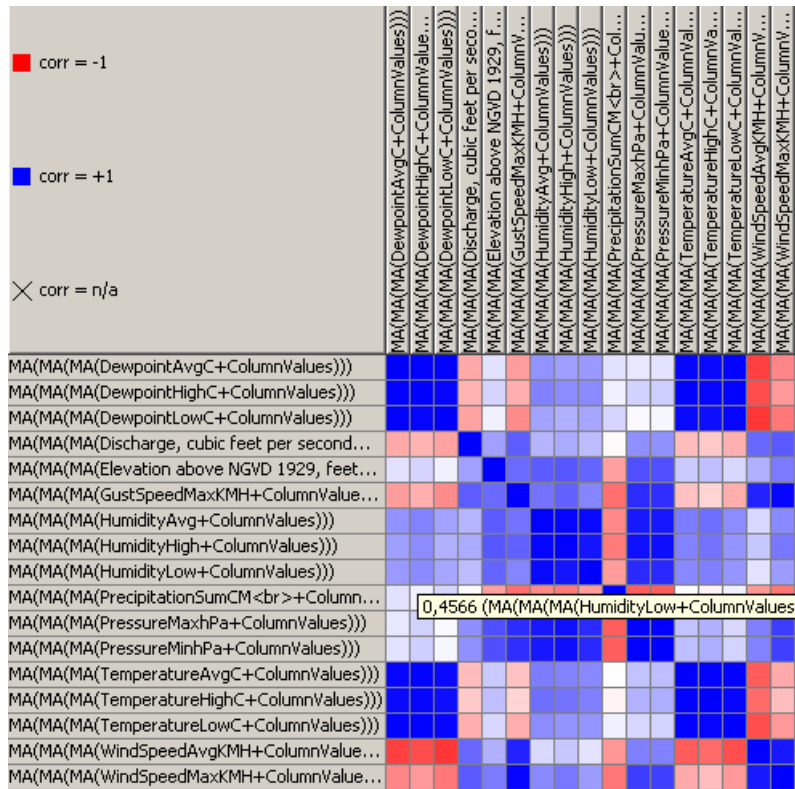 corr = -1
corr = +1
corr = n/a
MA(MA(MA(DewpointAvgC+ColumnValues)))
MA(MA(MA(DewpointHighC+ColumnValue...
MA(MA(MA(DewpointLowC+ColumnValues)))
MA(MA(MA(Discharge, cubic feet per seco...
MA(MA(MA(Elevation above NGVD 1929, f...
MA(MA(MA(GustSpeedMaxKMH+ColumnV...
MA(MA(MA(HumidityAvg+ColumnValues)))
MA(MA(MA(HumidityHigh+ColumnValues)))
MA(MA(MA(HumidityLow+ColumnValues)))
MA(MA(MA(PrecipitationSumCM<br>+Col...
MA(MA(MA(PressureMaxhPa+ColumnValu...
MA(MA(MA(PressureMinhPa+ColumnValues...
MA(MA(MA(TemperatureAvgC+ColumnVal...
MA(MA(MA(TemperatureHighC+ColumnVa...
MA(MA(MA(TemperatureLowC+ColumnVal...
MA(MA(MA(WindSpeedAvgKMH+ColumnV...
MA(MA(MA(WindSpeedMaxKMH+ColumnV...
MA(MA(MA(DewpointAvgC+ColumnValues)))
MA(MA(MA(DewpointHighC+ColumnValues)))
MA(MA(MA(DewpointLowC+ColumnValues)))
MA(MA(MA(Discharge, cubic feet per second...
MA(MA(MA(Elevation above NGVD 1929, feet...
MA(MA(MA(GustSpeedMaxKMH+ColumnValue...
MA(MA(MA(HumidityAvg+ColumnValues)))
MA(MA(MA(HumidityHigh+ColumnValues)))
MA(MA(MA(HumidityLow+ColumnValues)))
MA(MA(MA(PrecipitationSumCM<br>+Column...
0,4566 (MA(MA(MA(HumidityLow+ColumnValues
MA(MA(MA(PressureMaxhPa+ColumnValues)))
MA(MA(MA(PressureMinhPa+ColumnValues)))
MA(MA(MA(TemperatureAvgC+ColumnValues)))
MA(MA(MA(TemperatureHighC+ColumnValues)))
MA(MA(MA(TemperatureLowC+ColumnValues)))
MA(MA(MA(WindSpeedAvgKMH+ColumnValue...
MA(MA(MA(WindSpeedMaxKMH+ColumnValue...